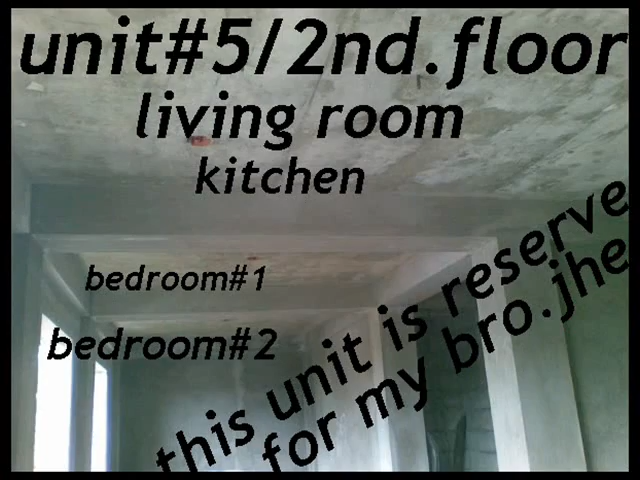 unit#5/2nd.floor
living room
kitchen
bedroom#1
bedroom#2
this unit is reserve
for my bro.jhe